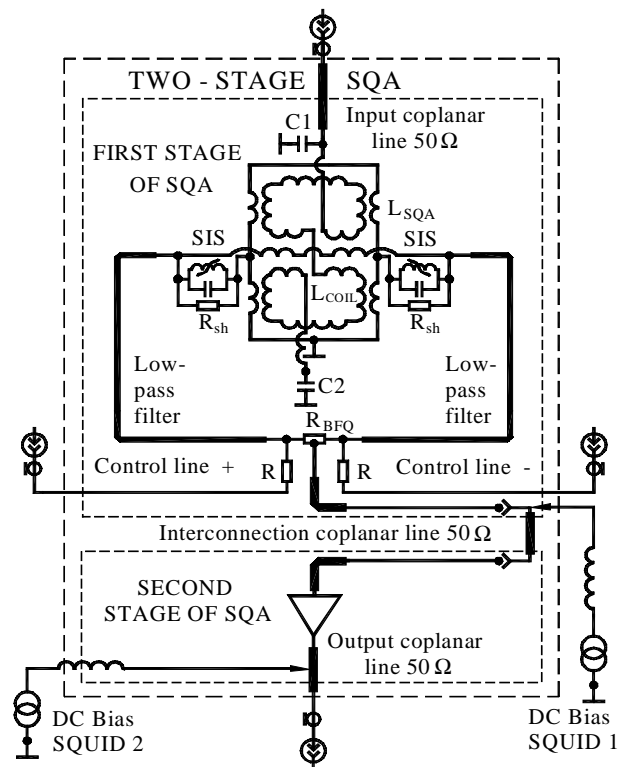 TWO - STAGE SQA
C1
Input coplanar
line 50Ω
FIRST STAGE
OF SQA
L_SQA
SIS
SIS
L_COIL
R_sh
R_sh
Low-
pass
filter
Low-
pass
filter
C2
R_BFQ
Control line +
R
R
Control line -
Interconnection coplanar line 50Ω
SECOND
STAGE OF SQA
Output coplanar
line 50Ω
DC Bias
SQUID 2
DC Bias
SQUID 1